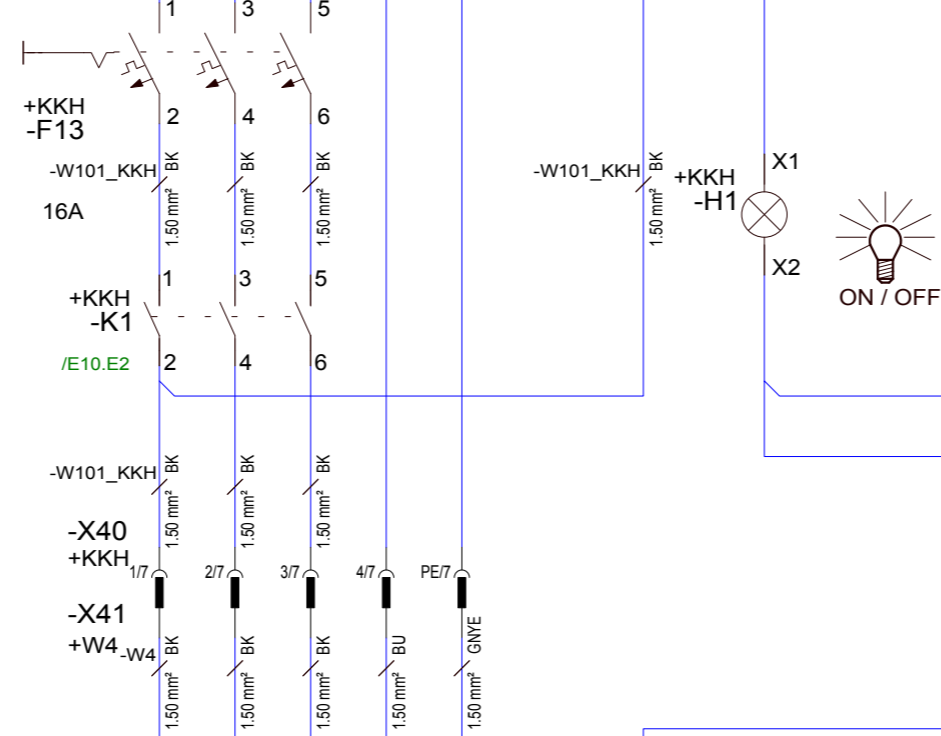 1 3 5
+KKH
-F13
2 4 6
-W101_KKH BK BK BK
1.50 mm² 1.50 mm² 1.50 mm²
16A
-W101_KKH BK
1.50 mm²
+KKH
-H1
X1
X2
ON / OFF
1 3 5
+KKH
-K1
/E10.E2
2 4 6
-W101_KKH BK BK BK
1.50 mm² 1.50 mm² 1.50 mm²
-X40
+KKH
1/7 2/7 3/7 4/7 PE/7
-X41
+W4
-W4 BK BK BK BU GNYE
1.50 mm² 1.50 mm² 1.50 mm² 1.50 mm² 1.50 mm²